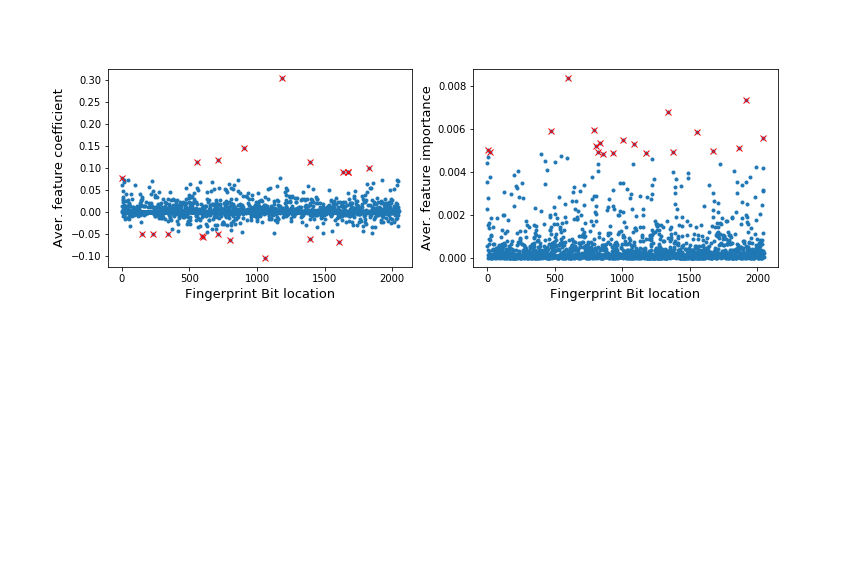 0.30
0.25
0.20
0.15
0.10
0.05
0.00
−0.05
−0.10
Aver. feature coefficient
0 500 1000 1500 2000
Fingerprint Bit location
0.008
0.006
0.004
0.002
0.000
Aver. feature importance
0 500 1000 1500 2000
Fingerprint Bit location